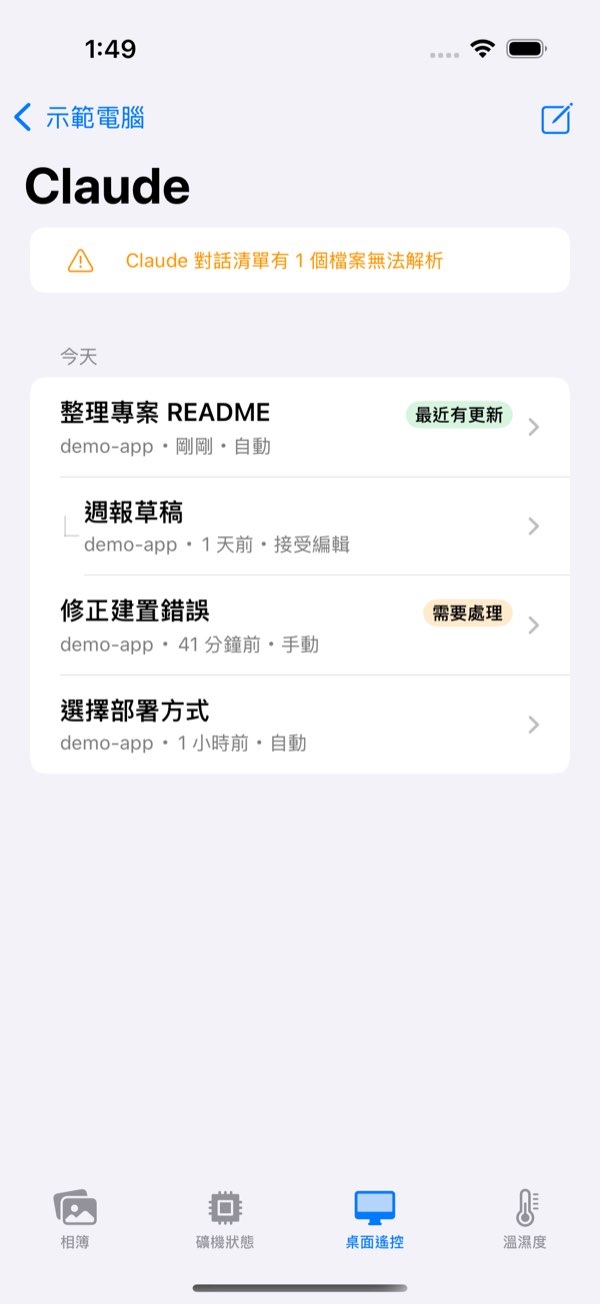 1:49
示範電腦
Claude
Claude 對話清單有 1 個檔案無法解析
今天
整理專案 README
最近有更新
demo-app・剛剛・自動
週報草稿
demo-app・1 天前・接受編輯
修正建置錯誤
需要處理
demo-app・41 分鐘前・手動
選擇部署方式
demo-app・1 小時前・自動
相簿
礦機狀態
桌面遙控
溫濕度